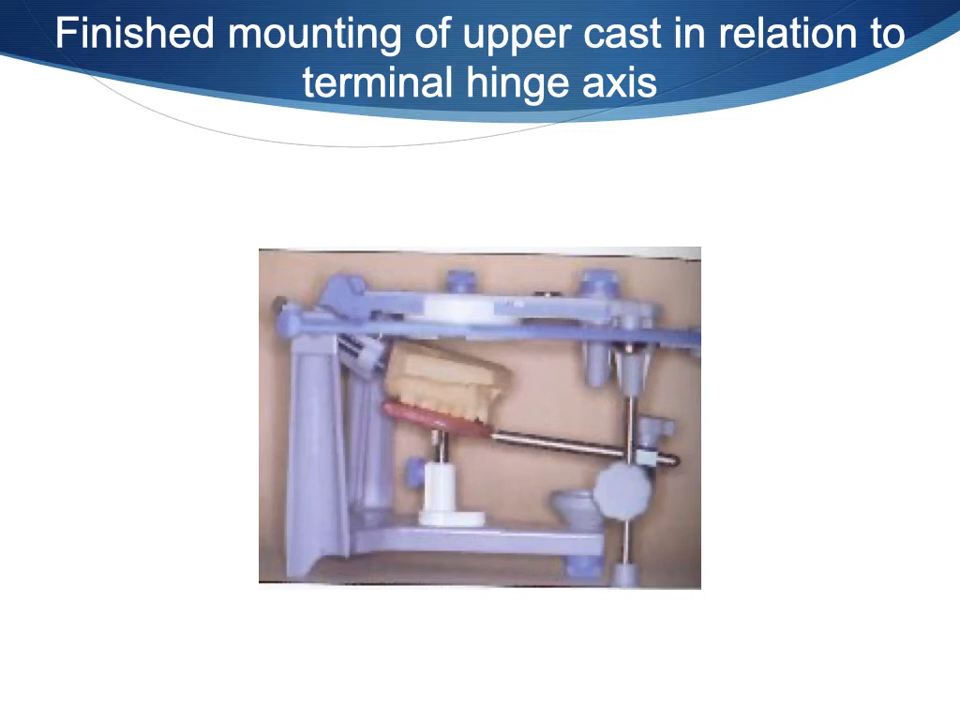 Finished mounting of upper cast in relation to
terminal hinge axis